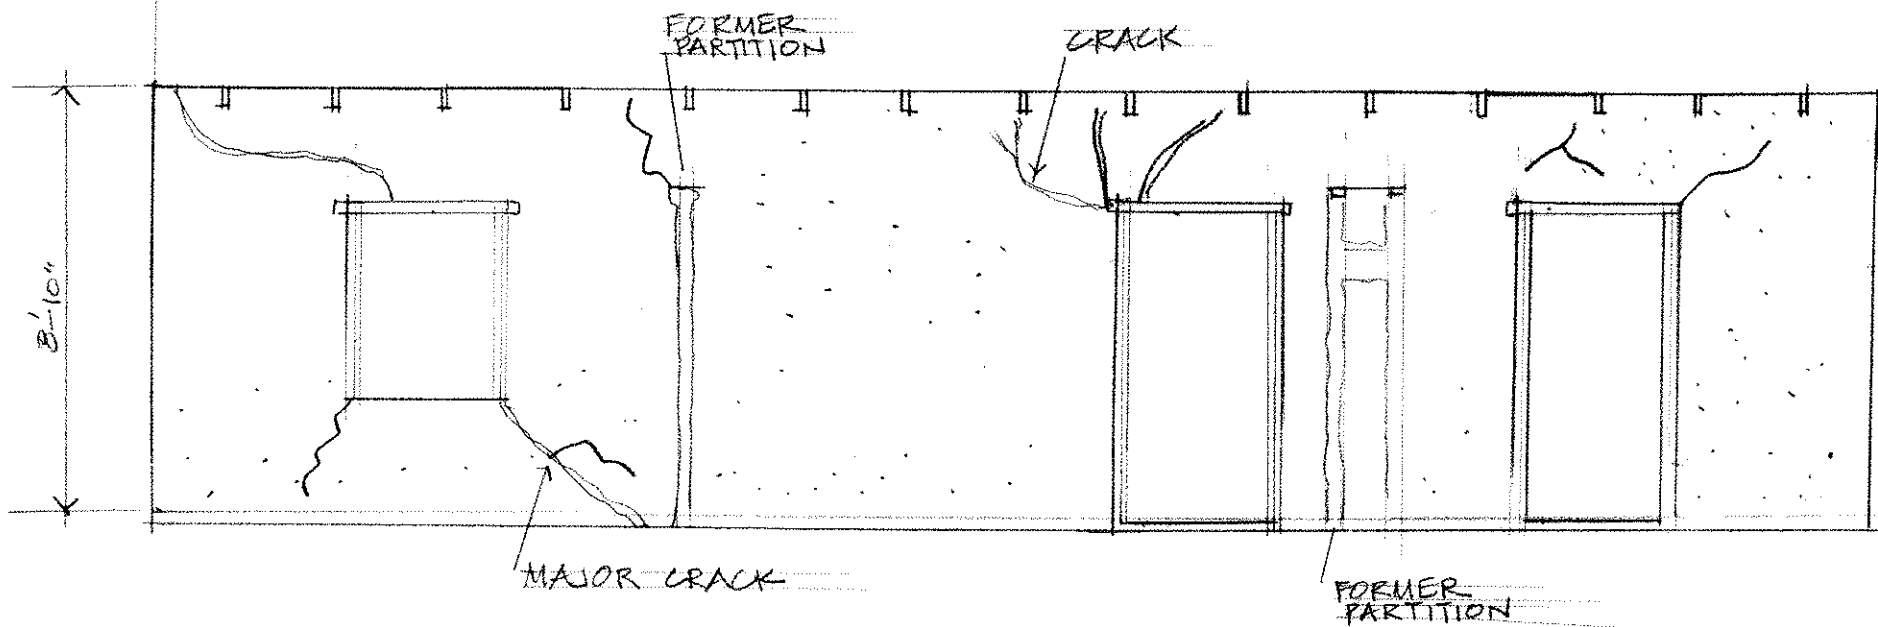 FORMER
PARTITION
CRACK
8'-10"
MAJOR CRACK
FORMER
PARTITION